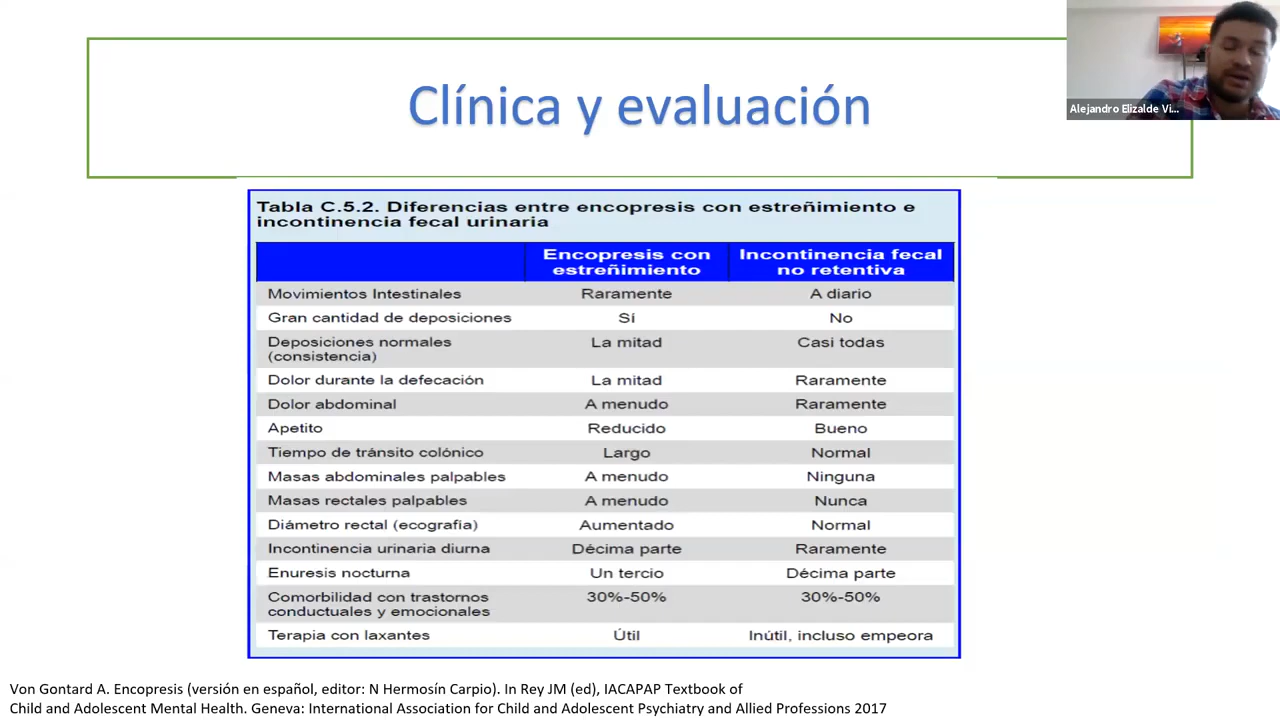 Clínica y evaluación
Alejandro Elizalde Vi...
Tabla C.5.2. Diferencias entre encopresis con estreñimiento e
incontinencia fecal urinaria
Encopresis con estreñimiento Incontinencia fecal no retentiva
Movimientos Intestinales Raramente A diario
Gran cantidad de deposiciones Sí No
Deposiciones normales (consistencia) La mitad Casi todas
Dolor durante la defecación La mitad Raramente
Dolor abdominal A menudo Raramente
Apetito Reducido Bueno
Tiempo de tránsito colónico Largo Normal
Masas abdominales palpables A menudo Ninguna
Masas rectales palpables A menudo Nunca
Diámetro rectal (ecografía) Aumentado Normal
Incontinencia urinaria diurna Décima parte Raramente
Enuresis nocturna Un tercio Décima parte
Comorbilidad con trastornos conductuales y emocionales 30%-50% 30%-50%
Terapia con laxantes Útil Inútil, incluso empeora
Von Gontard A. Encopresis (versión en español, editor: N Hermosín Carpio). In Rey JM (ed), IACAPAP Textbook of
Child and Adolescent Mental Health. Geneva: International Association for Child and Adolescent Psychiatry and Allied Professions 2017